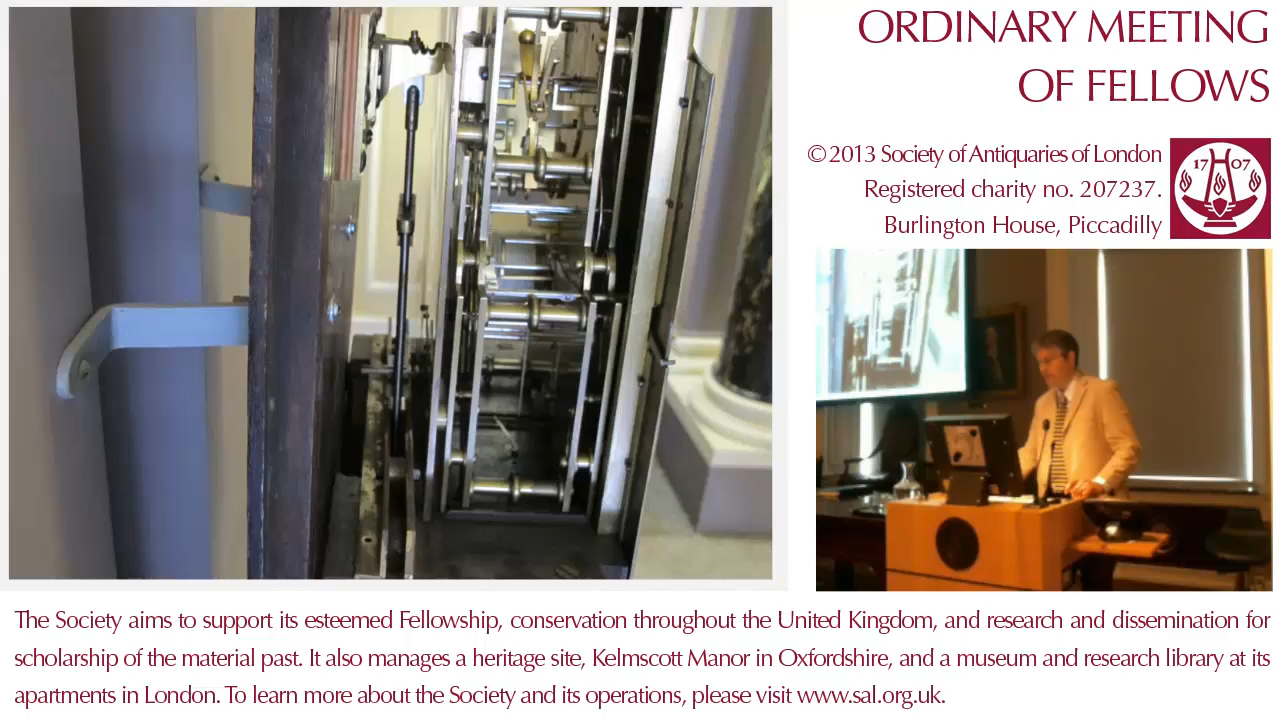 ORDINARY MEETING
OF FELLOWS
© 2013 Society of Antiquaries of London
Registered charity no. 207237.
Burlington House, Piccadilly
17 07
The Society aims to support its esteemed Fellowship, conservation throughout the United Kingdom, and research and dissemination for
scholarship of the material past. It also manages a heritage site, Kelmscott Manor in Oxfordshire, and a museum and research library at its
apartments in London. To learn more about the Society and its operations, please visit www.sal.org.uk.